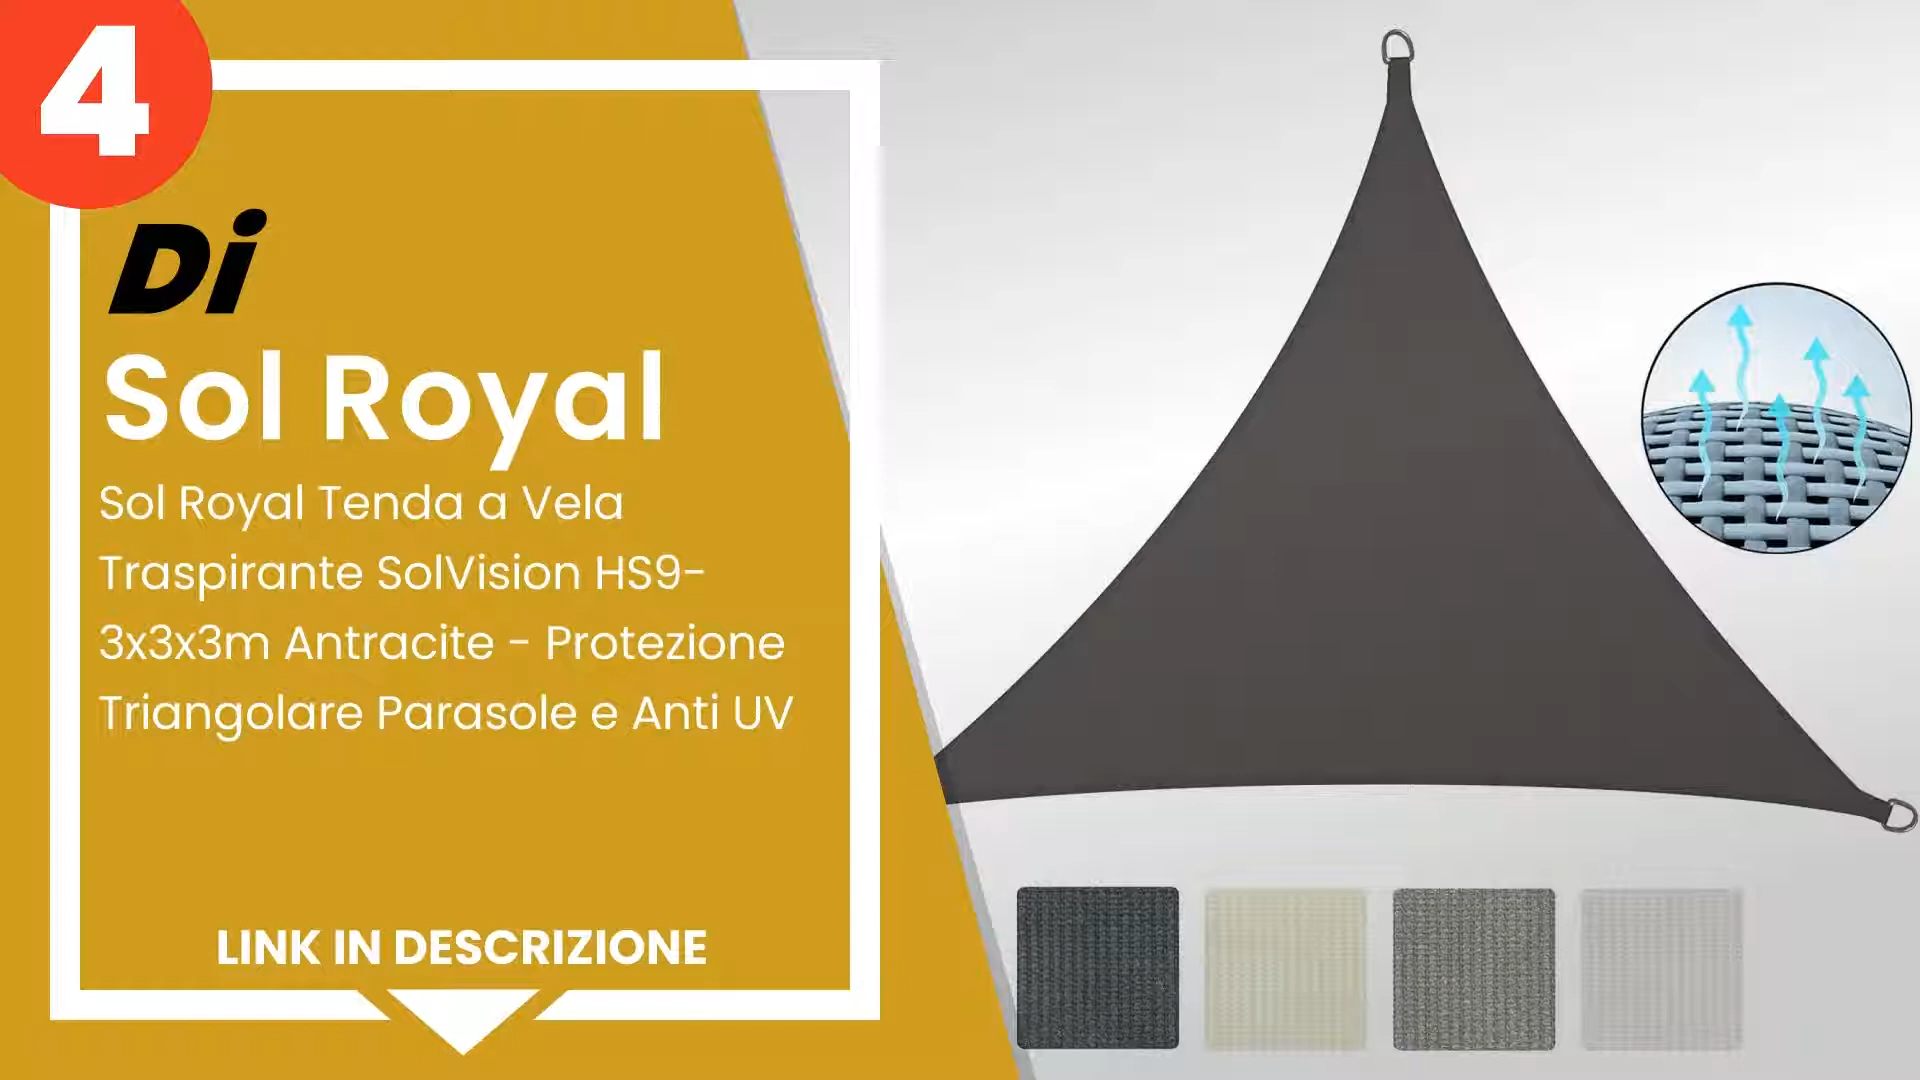 4
Di
Sol Royal
Sol Royal Tenda a Vela
Traspirante SolVision HS9-
3x3x3m Antracite - Protezione
Triangolare Parasole e Anti UV
LINK IN DESCRIZIONE